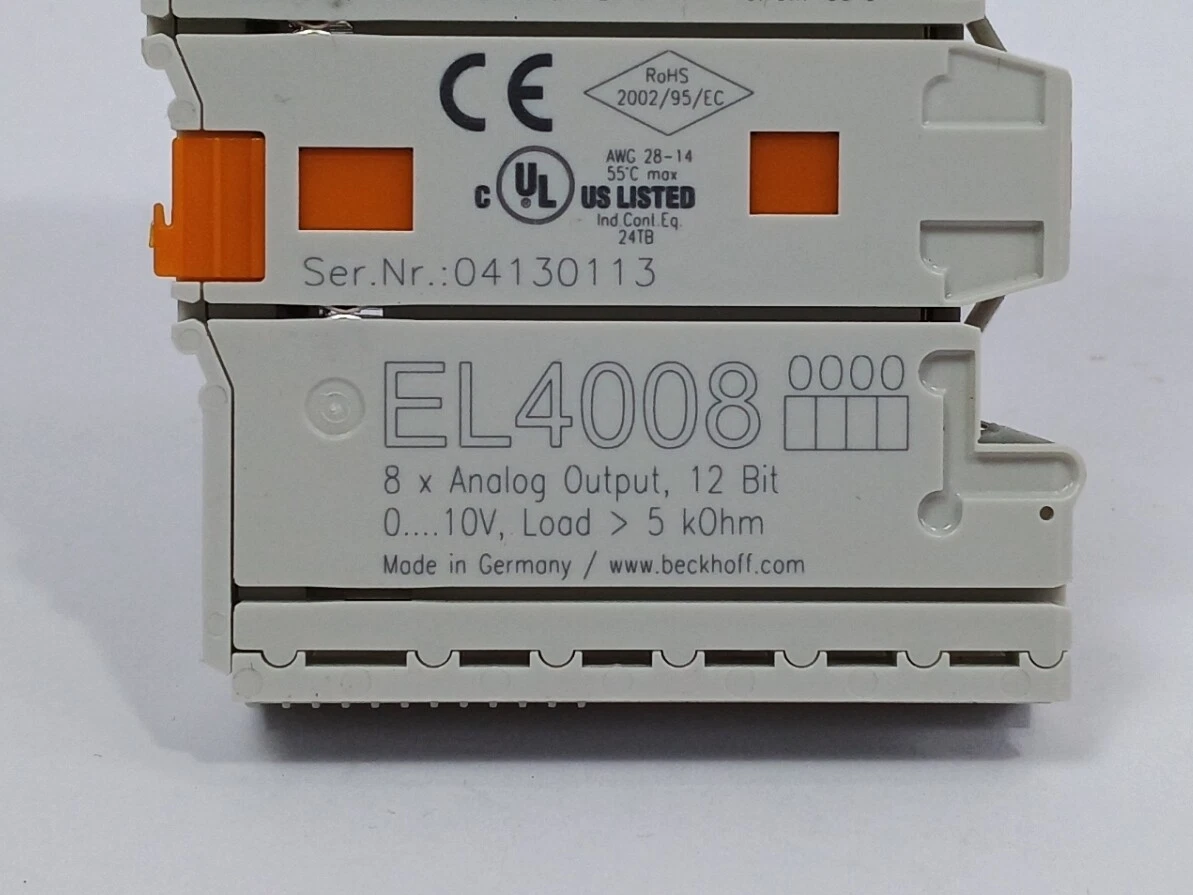 CE
RoHS
2002/95/EC
AWG 28-14
55°C max
C UL ® US LISTED
Ind.Cont.Eq.
24TB
Ser.Nr.:04130113
EL4008 0000
8 x Analog Output, 12 Bit
0....10V, Load > 5 kOhm
Made in Germany / www.beckhoff.com